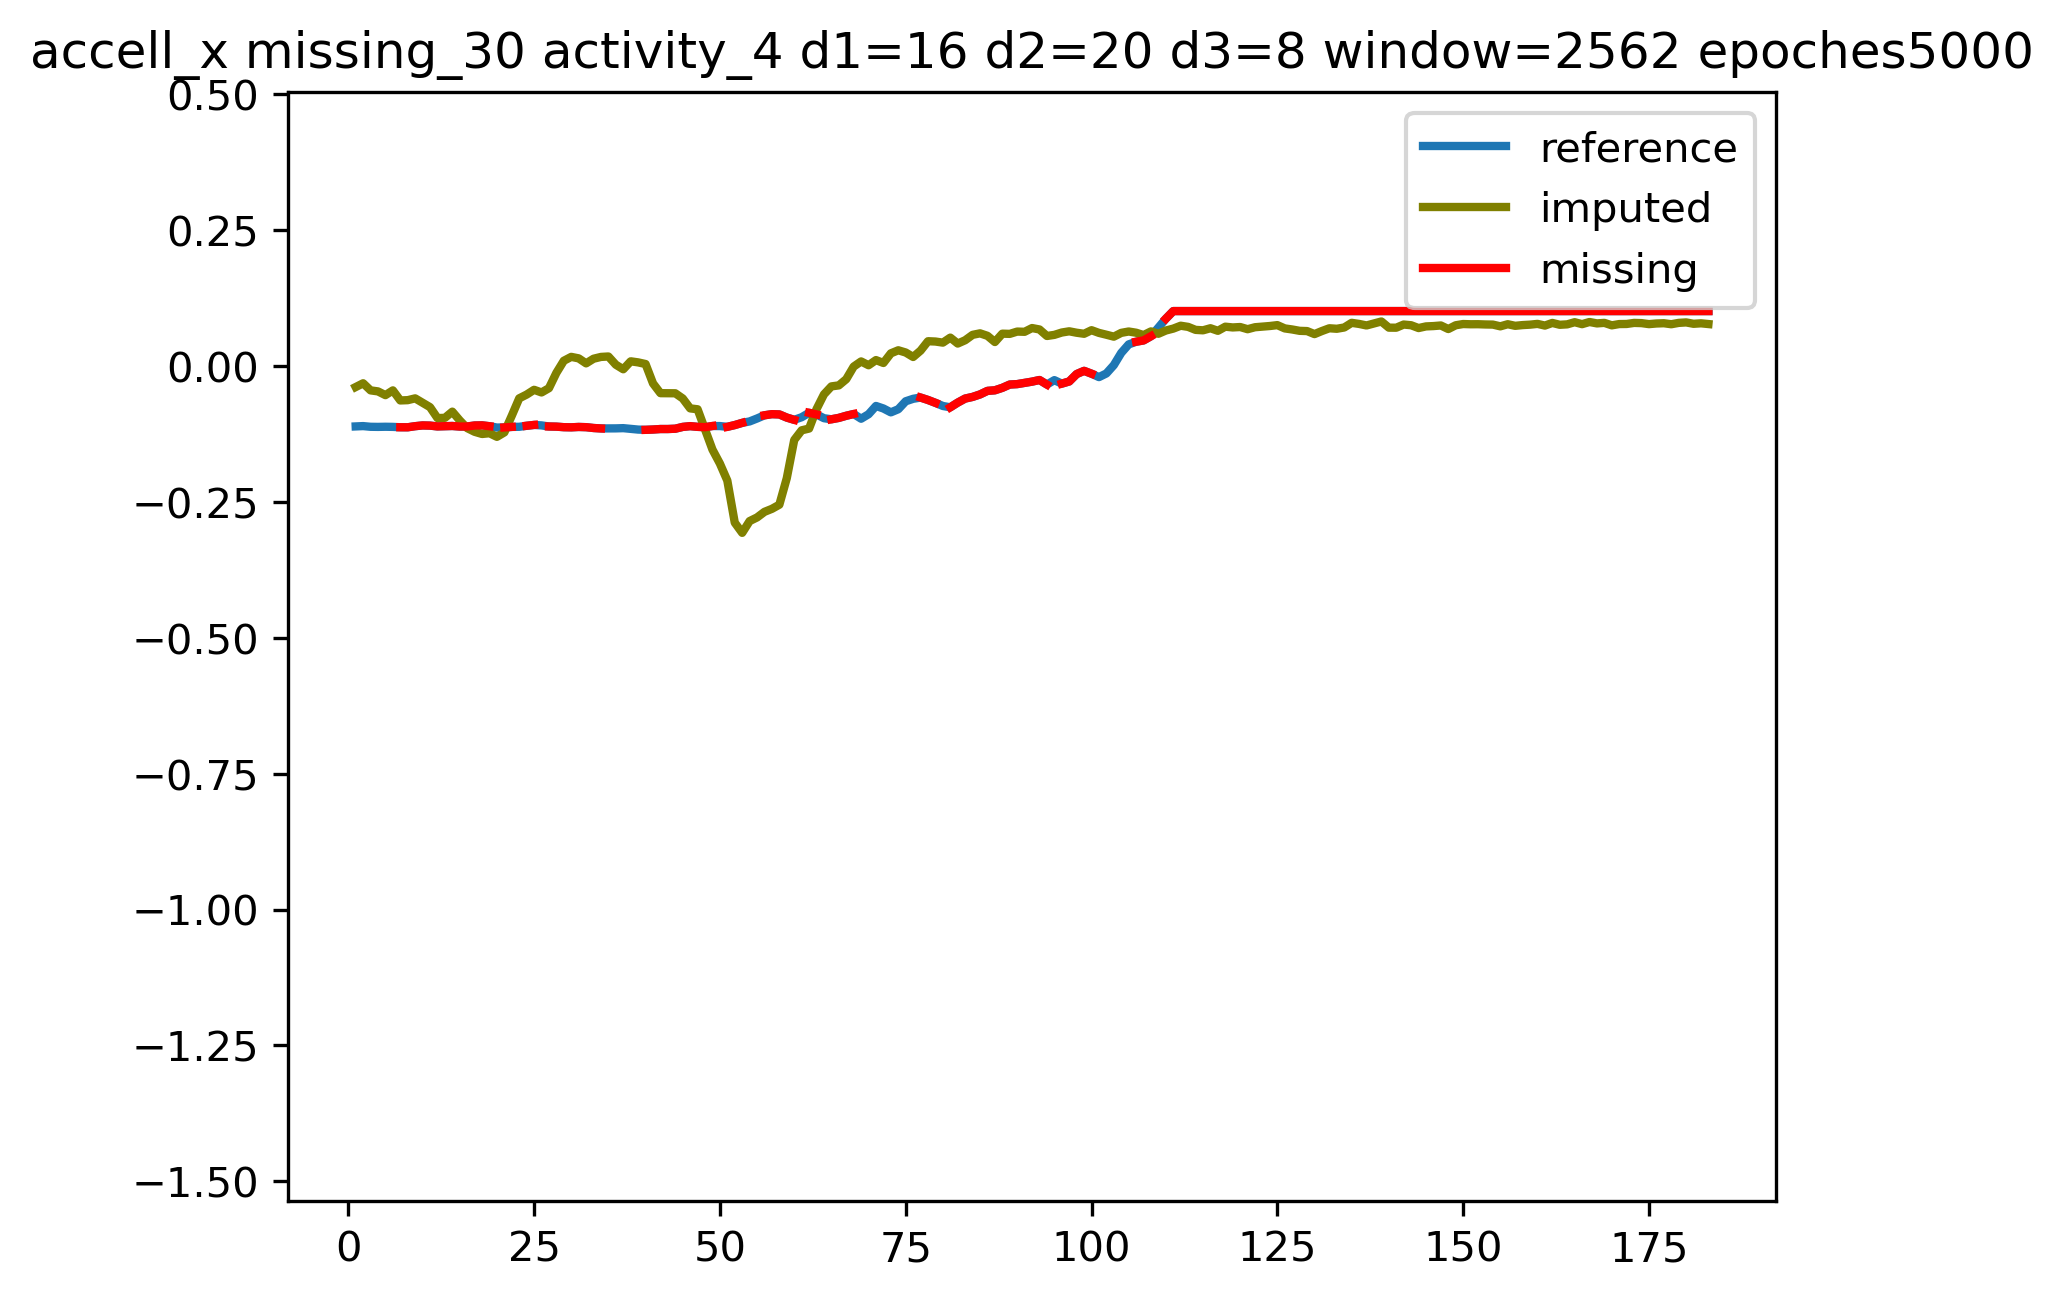 accell_x missing_30 activity_4 d1=16 d2=20 d3=8 window=2562 epoches5000
0.50
0.25
0.00
−0.25
−0.50
−0.75
−1.00
−1.25
−1.50
reference
imputed
missing
0 25 50 75 100 125 150 175